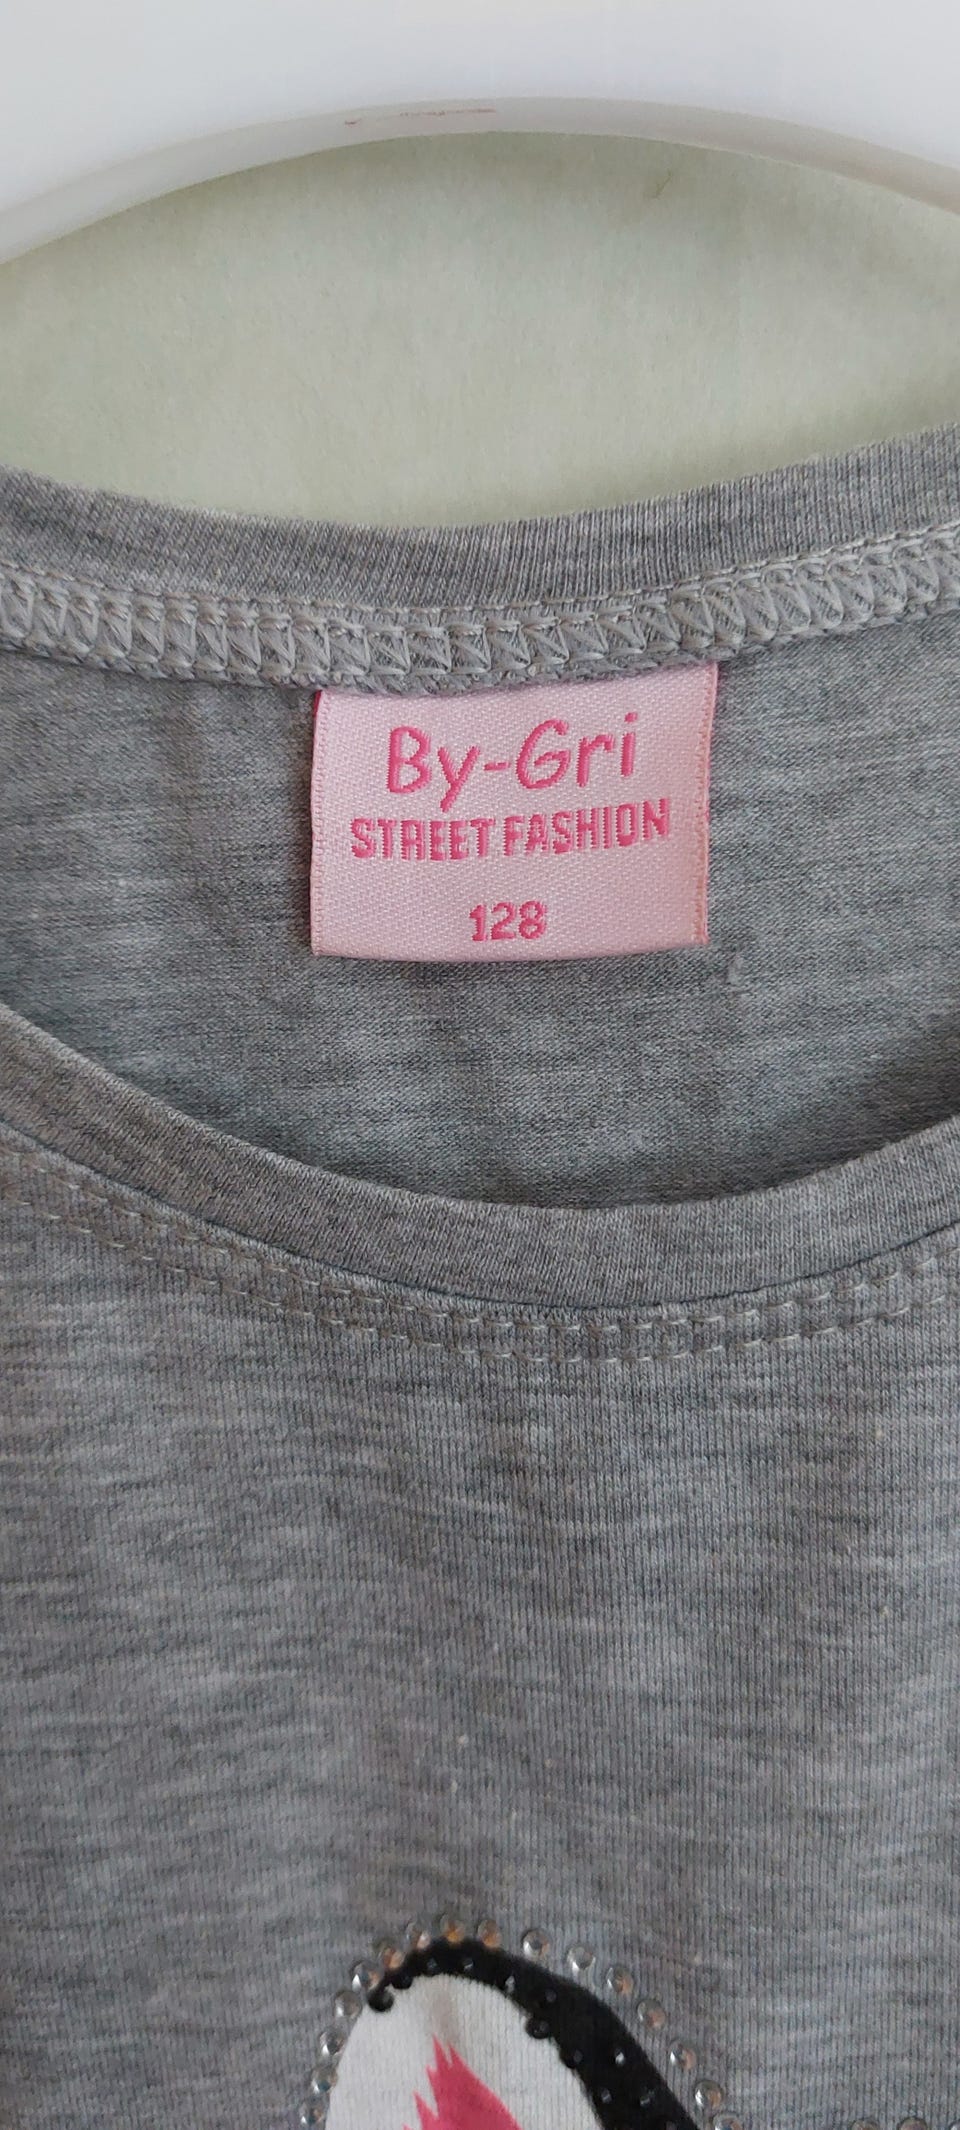 By-Gri
STREET FASHION
128